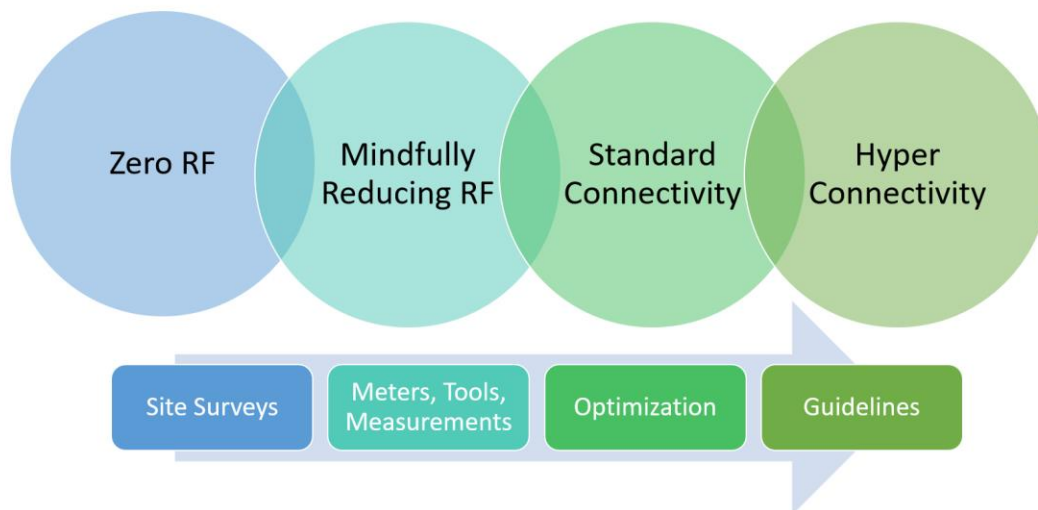 Zero RF
Mindfully
Reducing RF
Standard
Connectivity
Hyper
Connectivity
Site Surveys
Meters, Tools,
Measurements
Optimization
Guidelines